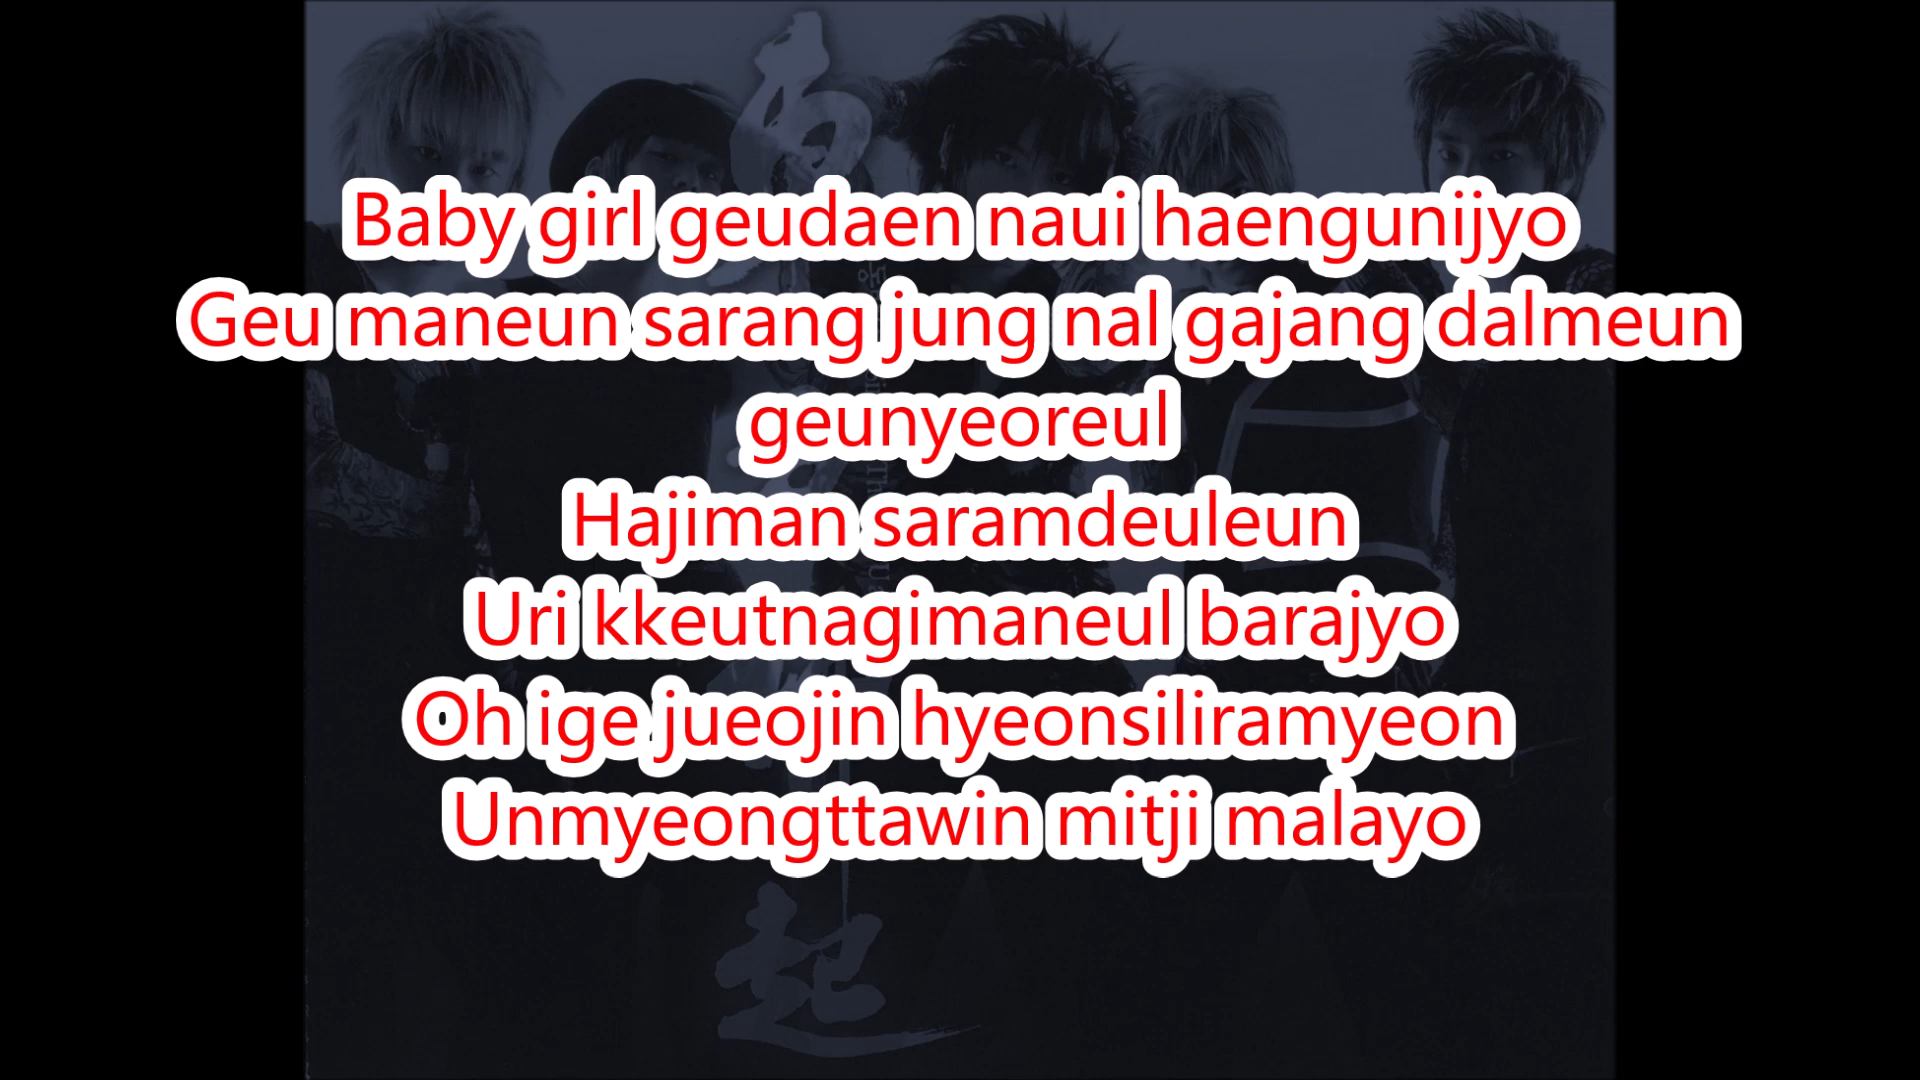 Baby girl geudaen naui haengunijyo
Geu maneun sarang jung nal gajang dalmeun
geunyeoreul
Hajiman saramdeuleun
Uri kkeutnagimaneul barajyo
Oh ige jueojin hyeonsiliramyeon
Unmyeongttawin mitji malayo
起